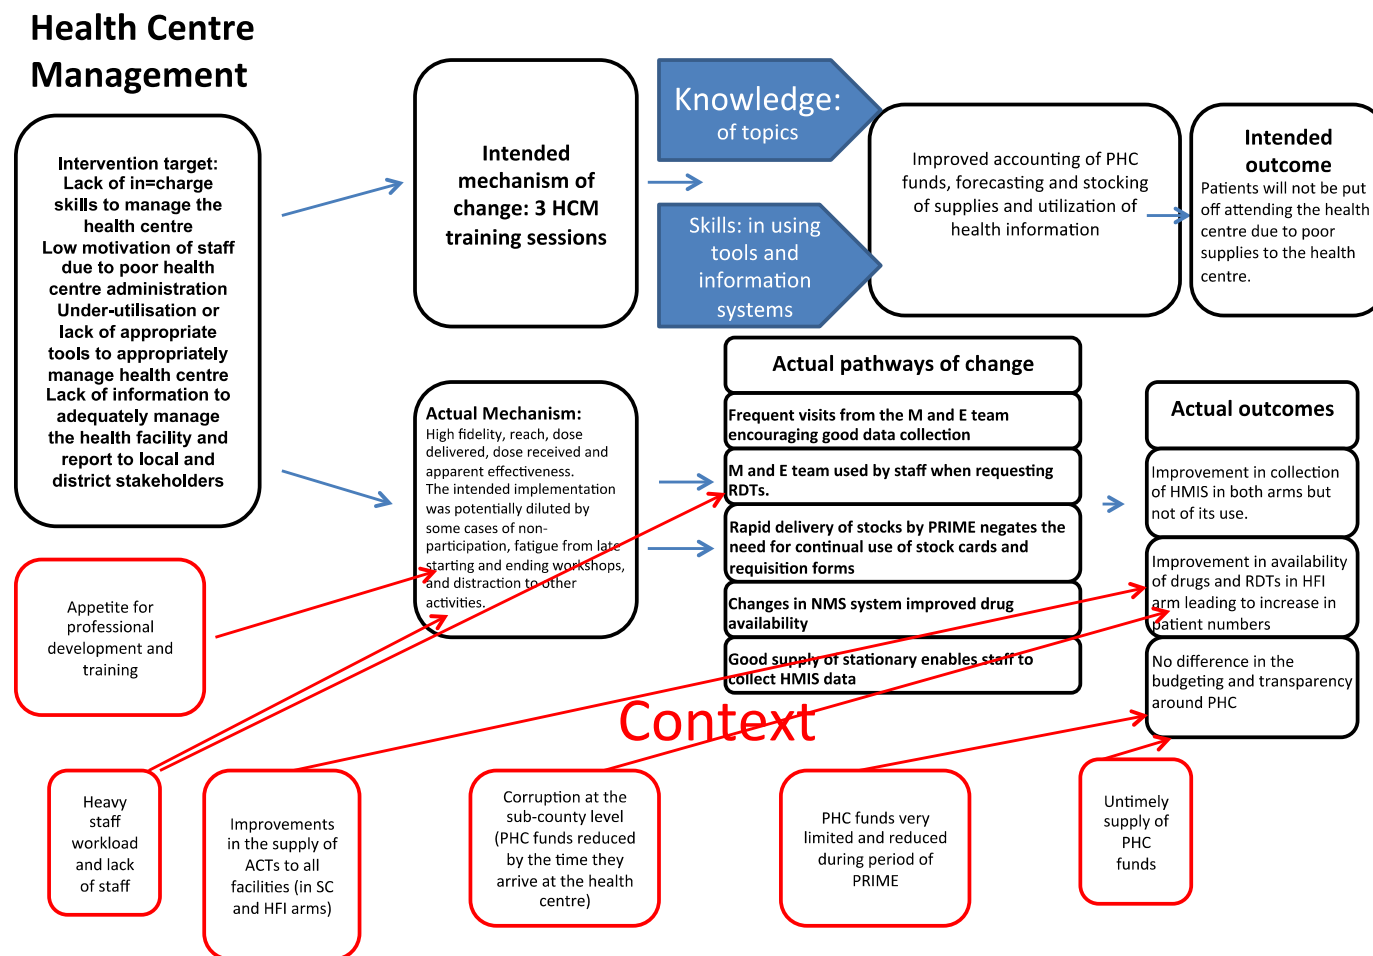 Health Centre
Management
Intervention target:
Lack of in=charge
skills to manage the
health centre
Low motivation of staff
due to poor health
centre administration
Under-utilisation or
lack of appropriate
tools to appropriately
manage health centre
Lack of information to
adequately manage
the health facility and
report to local and
district stakeholders
Intended
mechanism of
change: 3 HCM
training sessions
Knowledge:
of topics
Skills: in using
tools and
information
systems
Improved accounting of PHC
funds, forecasting and stocking
of supplies and utilization of
health information
Intended
outcome
Patients will not be put
off attending the health
centre due to poor
supplies to the health
centre.
Actual Mechanism:
High fidelity, reach, dose
delivered, dose received and
apparent effectiveness.
The intended implementation
was potentially diluted by
some cases of non-
participation, fatigue from late
starting and ending workshops,
and distraction to other
activities.
Actual pathways of change
Frequent visits from the M and E team
encouraging good data collection
M and E team used by staff when requesting
RDTs.
Rapid delivery of stocks by PRIME negates the
need for continual use of stock cards and
requisition forms
Changes in NMS system improved drug
availability
Good supply of stationary enables staff to
collect HMIS data
Actual outcomes
Improvement in collection
of HMIS in both arms but
not of its use.
Improvement in availability
of drugs and RDTs in HFI
arm leading to increase in
patient numbers
No difference in the
budgeting and transparency
around PHC
Context
Appetite for
professional
development and
training
Heavy
staff
workload
and lack
of staff
Improvements
in the supply of
ACTs to all
facilities (in SC
and HFI arms)
Corruption at the
sub-county level
(PHC funds reduced
by the time they
arrive at the health
centre)
PHC funds very
limited and reduced
during period of
PRIME
Untimely
supply of
PHC
funds